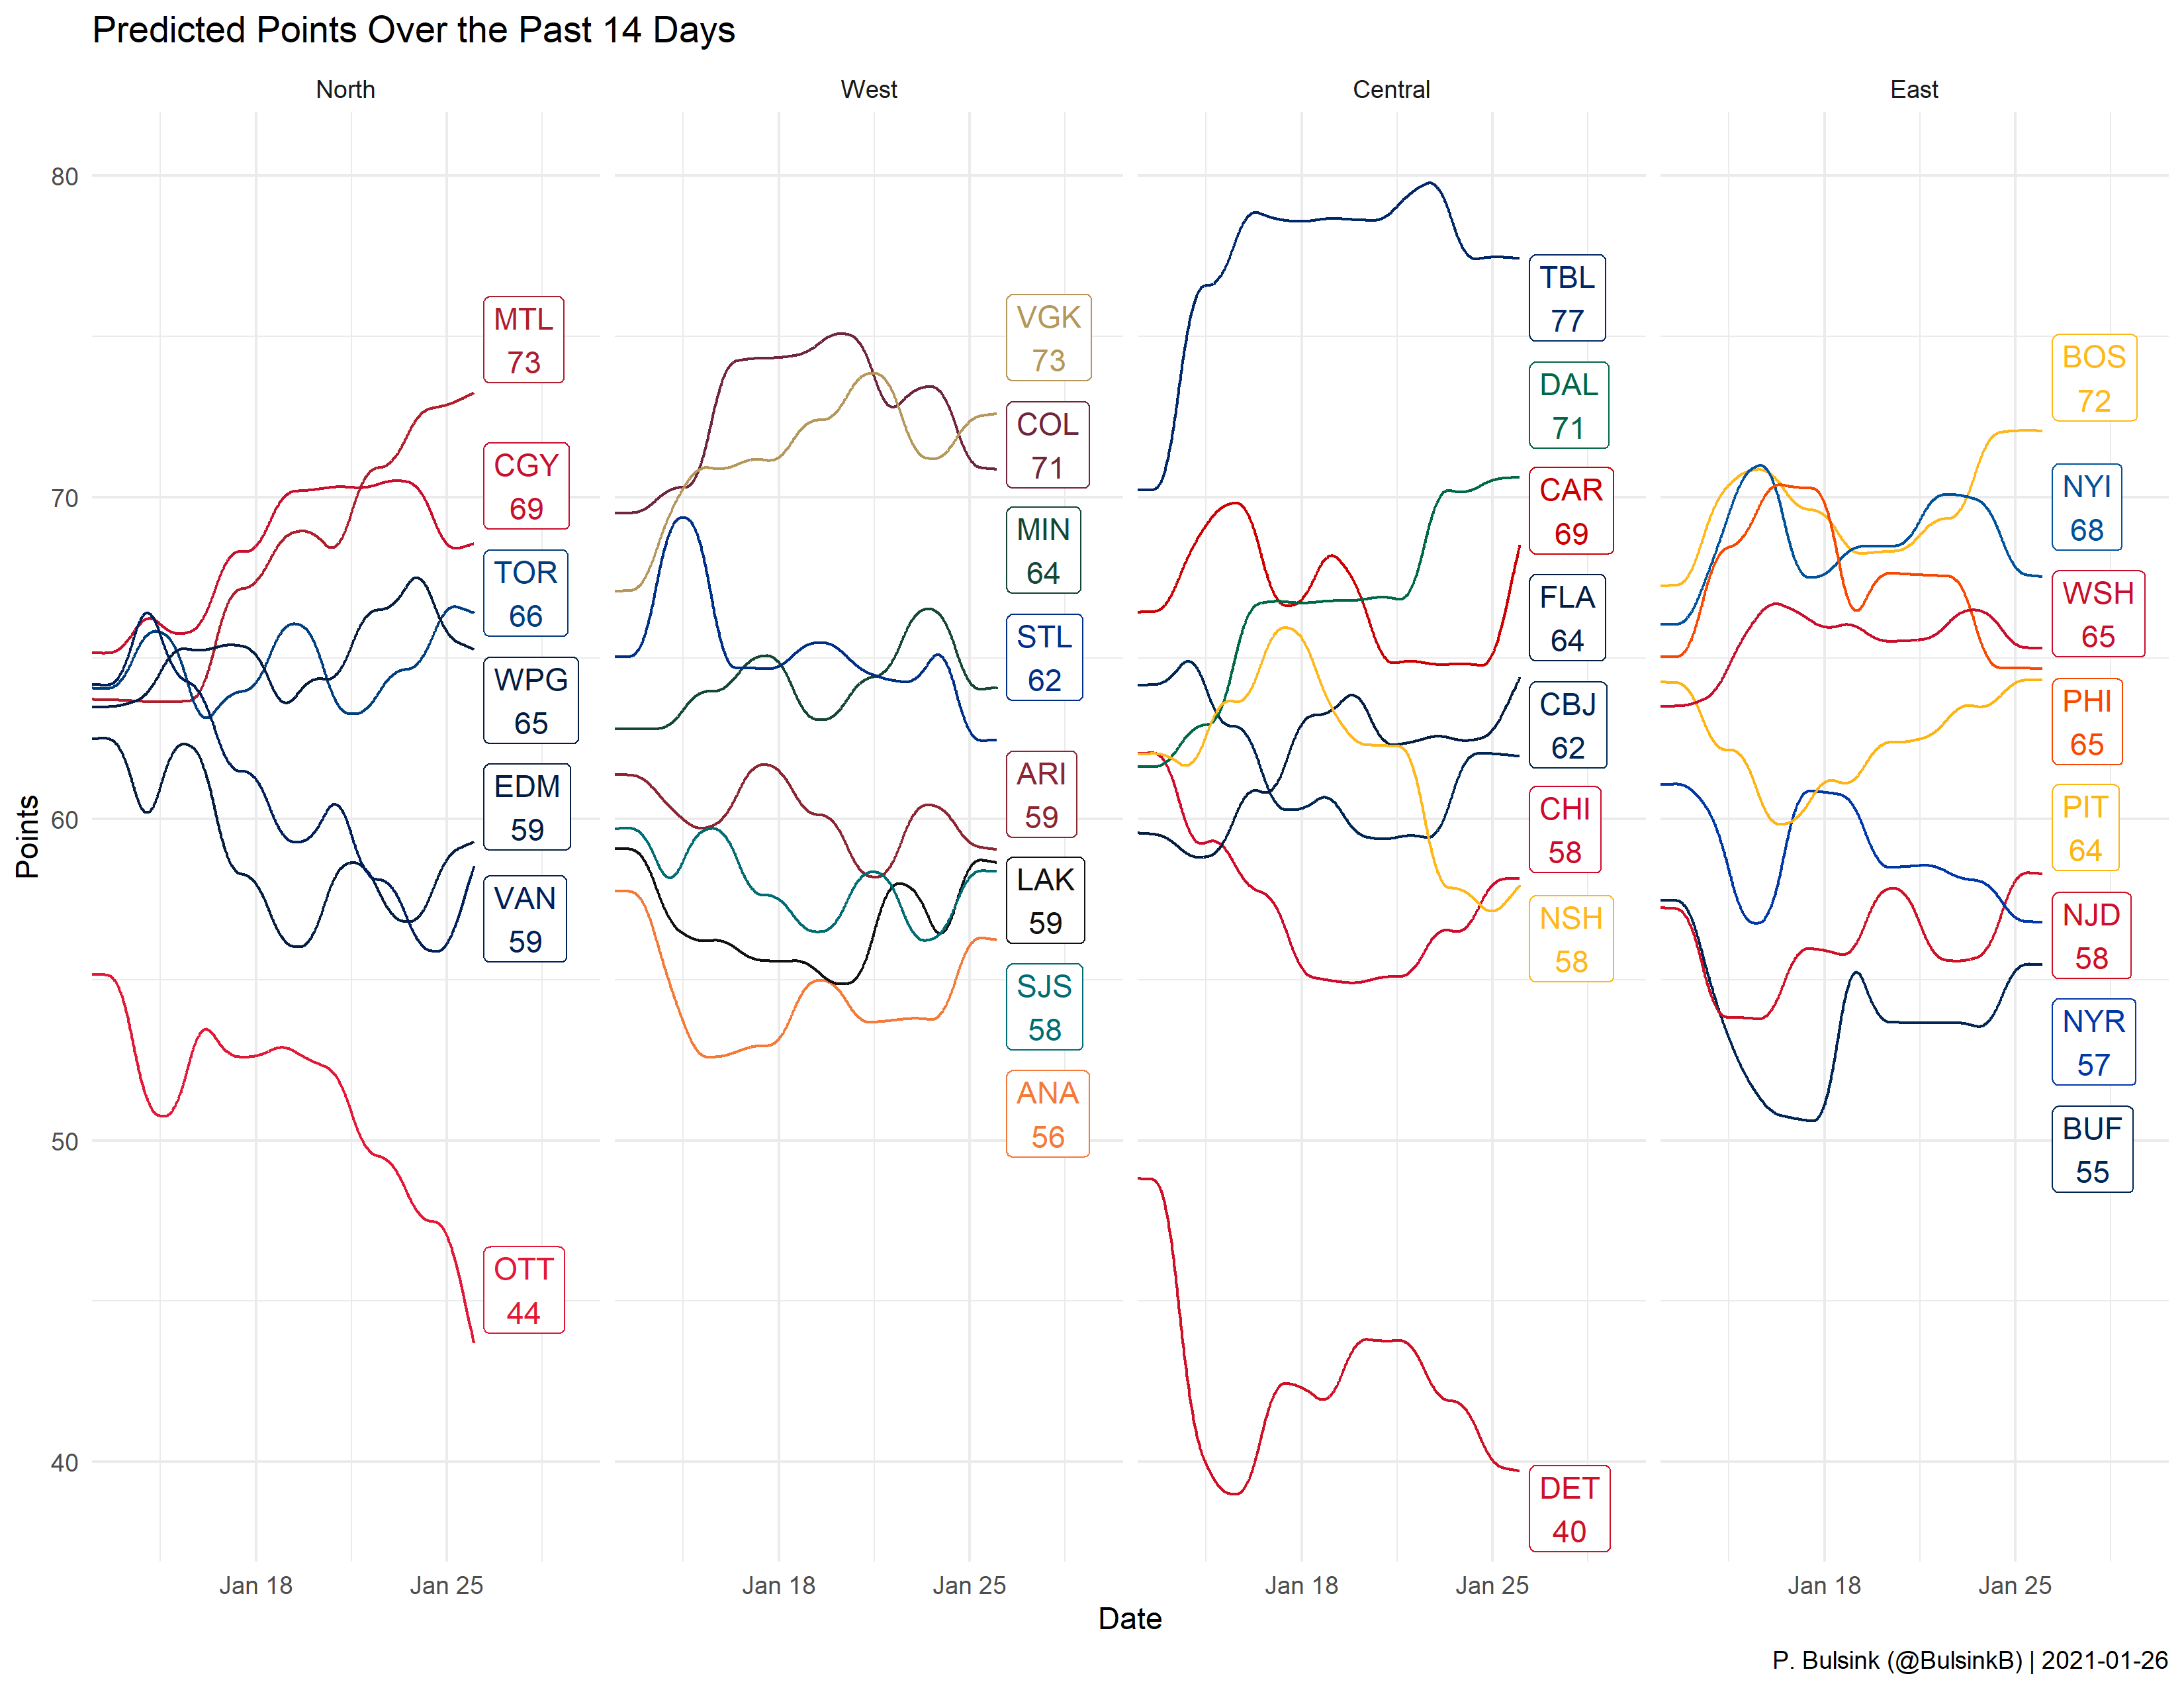 Predicted Points Over the Past 14 Days
North
West
Central
East
80
70
60
50
40
Points
MTL
73
CGY
69
TOR
66
WPG
65
EDM
59
VAN
59
OTT
44
VGK
73
COL
71
MIN
64
STL
62
ARI
59
LAK
59
SJS
58
ANA
56
TBL
77
DAL
71
CAR
69
FLA
64
CBJ
62
CHI
58
NSH
58
DET
40
BOS
72
NYI
68
WSH
65
PHI
65
PIT
64
NJD
58
NYR
57
BUF
55
Jan 18
Jan 25
Jan 18
Jan 25
Jan 18
Jan 25
Jan 18
Jan 25
Date
P. Bulsink (@BulsinkB) | 2021-01-26